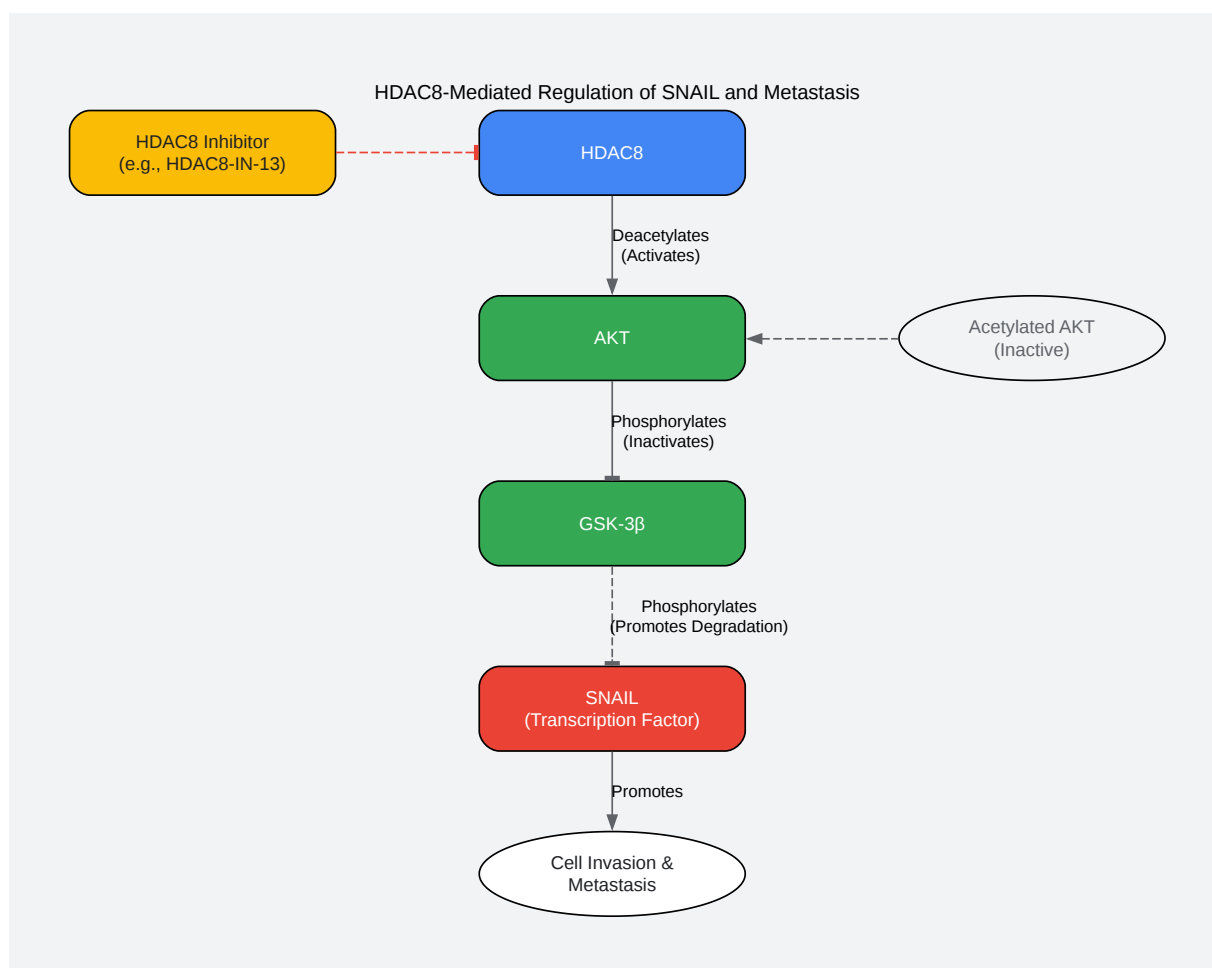 HDAC8-Mediated Regulation of SNAIL and Metastasis
HDAC8 Inhibitor
(e.g., HDAC8-IN-13)
HDAC8
Deacetylates
(Activates)
AKT
Acetylated AKT
(Inactive)
Phosphorylates
(Inactivates)
GSK-3β
Phosphorylates
(Promotes Degradation)
SNAIL
(Transcription Factor)
Promotes
Cell Invasion &
Metastasis